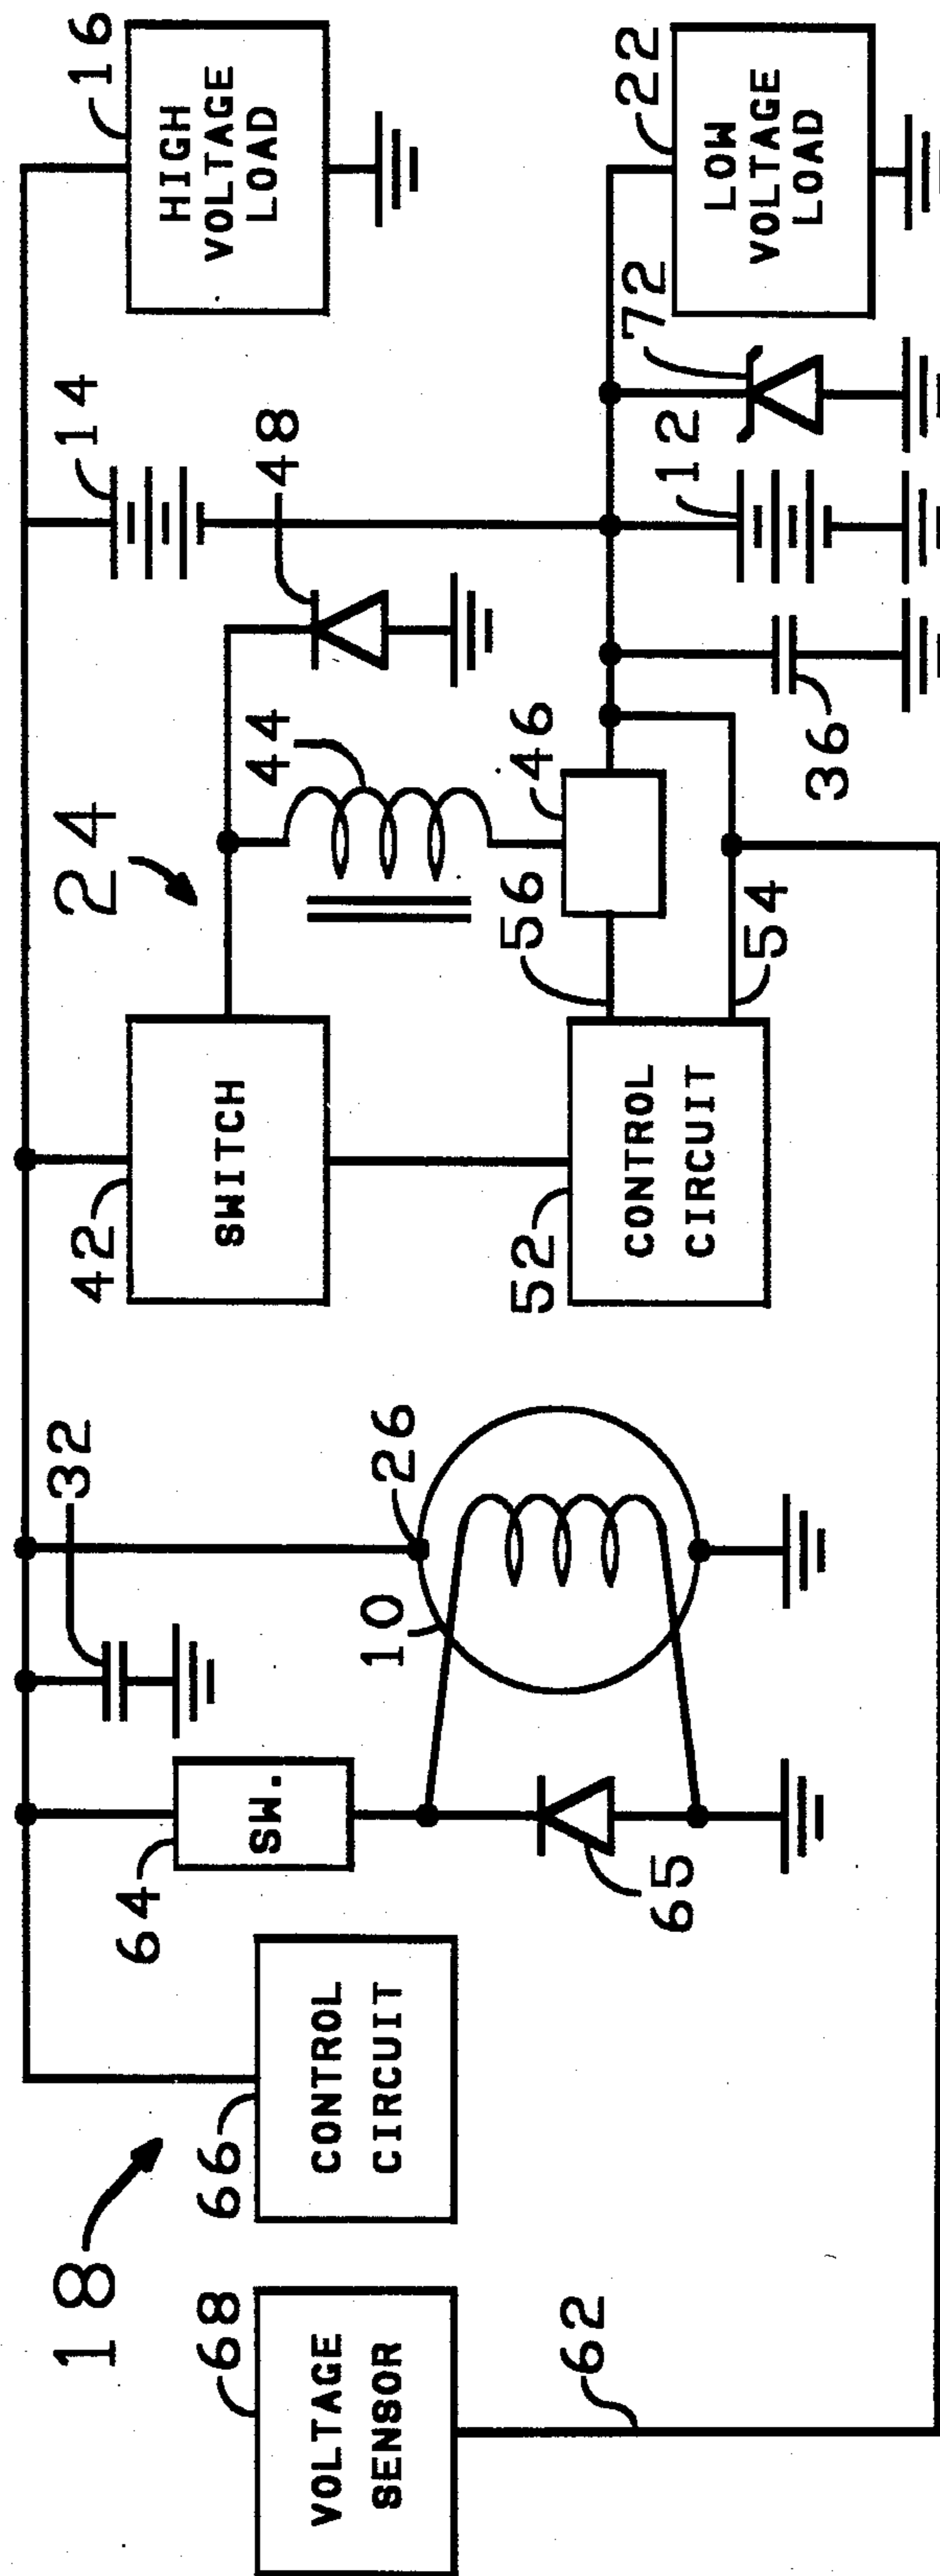 18
68
VOLTAGE
SENSOR
62
66
CONTROL
CIRCUIT
64
SW.
65
32
10
26
42
SWITCH
52
CONTROL
CIRCUIT
24
44
46
56
54
48
36
14
12
72
HIGH
VOLTAGE
LOAD
16
LOW
VOLTAGE
LOAD
22